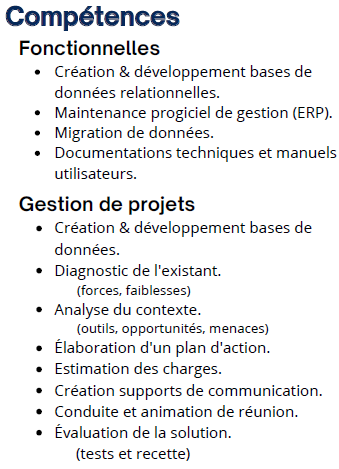 Compétences
Fonctionnelles
• Création & développement bases de
données relationnelles.
• Maintenance progiciel de gestion (ERP).
• Migration de données.
• Documentations techniques et manuels
utilisateurs.
Gestion de projets
• Création & développement bases de
données.
• Diagnostic de l'existant.
(forces, faiblesses)
• Analyse du contexte.
(outils, opportunités, menaces)
• Élaboration d'un plan d'action.
• Estimation des charges.
• Création supports de communication.
• Conduite et animation de réunion.
• Évaluation de la solution.
(tests et recette)